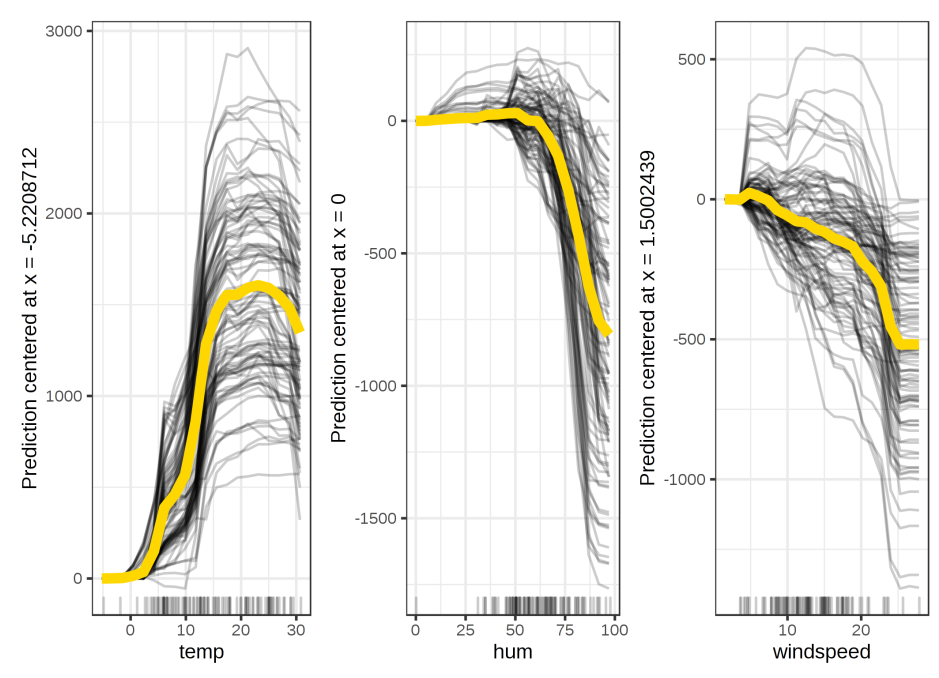 Prediction centered at x = -5.2208712
3000
2000
1000
0
0 10 20 30
temp
Prediction centered at x = 0
0
-500
-1000
-1500
0 25 50 75 100
hum
Prediction centered at x = 1.5002439
500
0
-500
-1000
10 20
windspeed